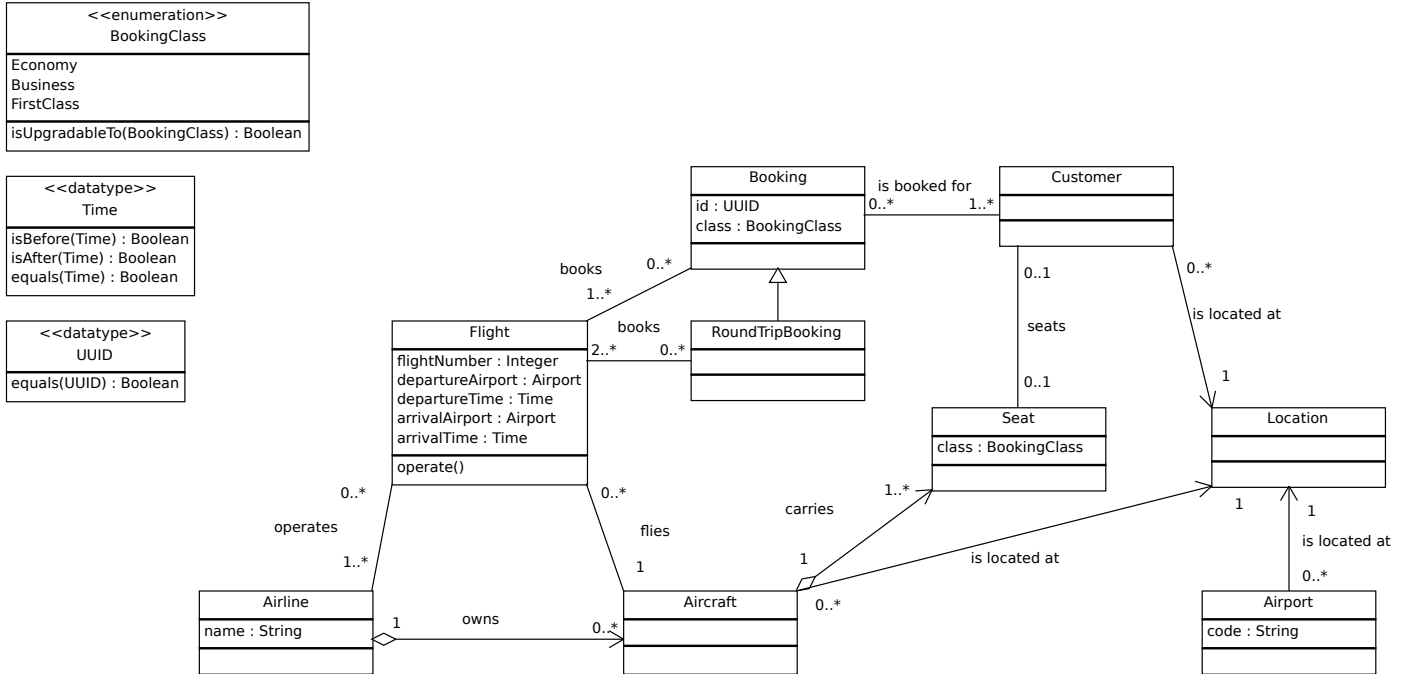 <<enumeration>>
BookingClass
Economy
Business
FirstClass
isUpgradableTo(BookingClass) : Boolean
<<datatype>>
Time
isBefore(Time) : Boolean
isAfter(Time) : Boolean
equals(Time) : Boolean
<<datatype>>
UUID
equals(UUID) : Boolean
Booking
id : UUID
class : BookingClass
is booked for
0..*
1..*
Customer
books
0..*
1..*
0..*
is located at
1
0..1
seats
0..1
Flight
flightNumber : Integer
departureAirport : Airport
departureTime : Time
arrivalAirport : Airport
arrivalTime : Time
operate()
books
2..*
0..*
RoundTripBooking
Seat
class : BookingClass
Location
0..*
operates
1..*
0..*
flies
1
1..*
carries
1
1
is located at
0..*
1
is located at
0..*
Airline
name : String
1
owns
0..*
Aircraft
Airport
code : String